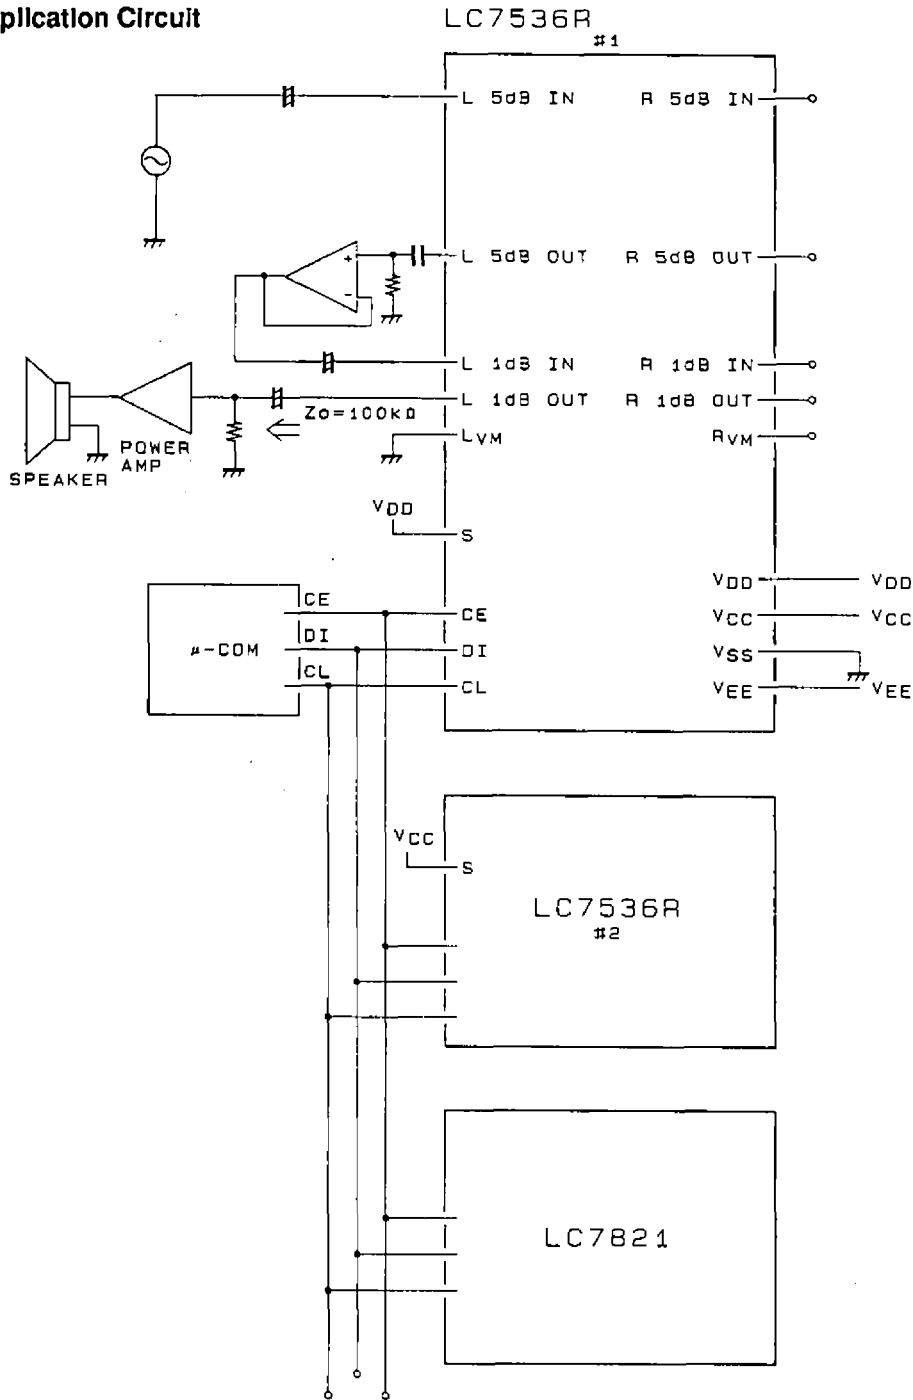 plication Circuit
LC7536R
#1
L 5dB IN
R 5dB IN
+
L 5dB OUT
R 5dB OUT
-
L 1dB IN
R 1dB IN
L 1dB OUT
R 1dB OUT
Zo=100kΩ
LVM
RVM
POWER
AMP
SPEAKER
VDD
S
VDD
VDD
CE
CE
VCC
VCC
μ-COM
DI
DI
VSS
CL
CL
VEE
VEE
VCC
S
LC7536R
#2
LC7821